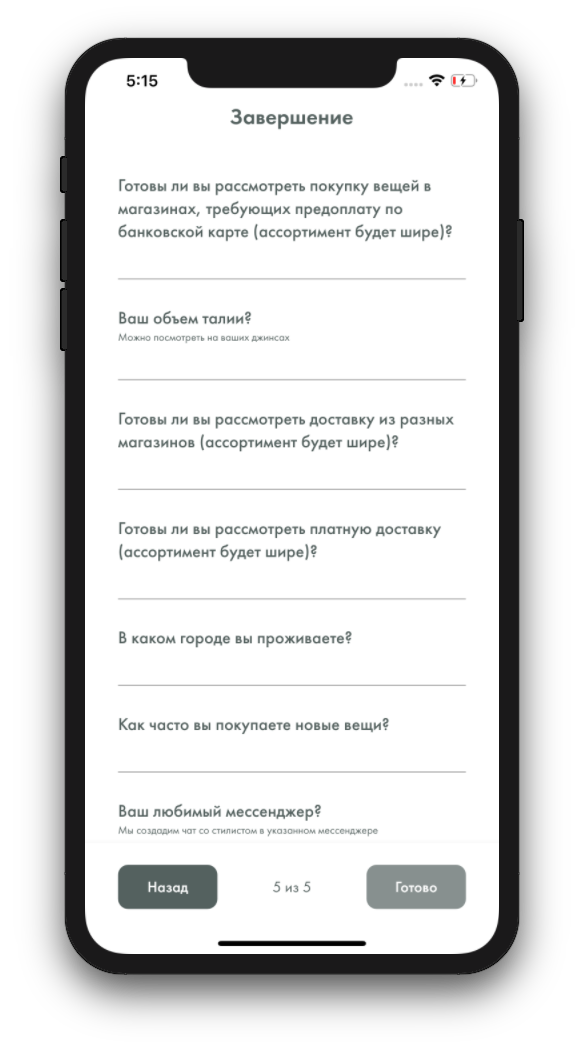 5:15
Завершение
Готовы ли вы рассмотреть покупку вещей в
магазинах, требующих предоплату по
банковской карте (ассортимент будет шире)?
Ваш объем талии?
Можно посмотреть на ваших джинсах
Готовы ли вы рассмотреть доставку из разных
магазинов (ассортимент будет шире)?
Готовы ли вы рассмотреть платную доставку
(ассортимент будет шире)?
В каком городе вы проживаете?
Как часто вы покупаете новые вещи?
Ваш любимый мессенджер?
Мы создадим чат со стилистом в указанном мессенджере
Назад
5 из 5
Готово